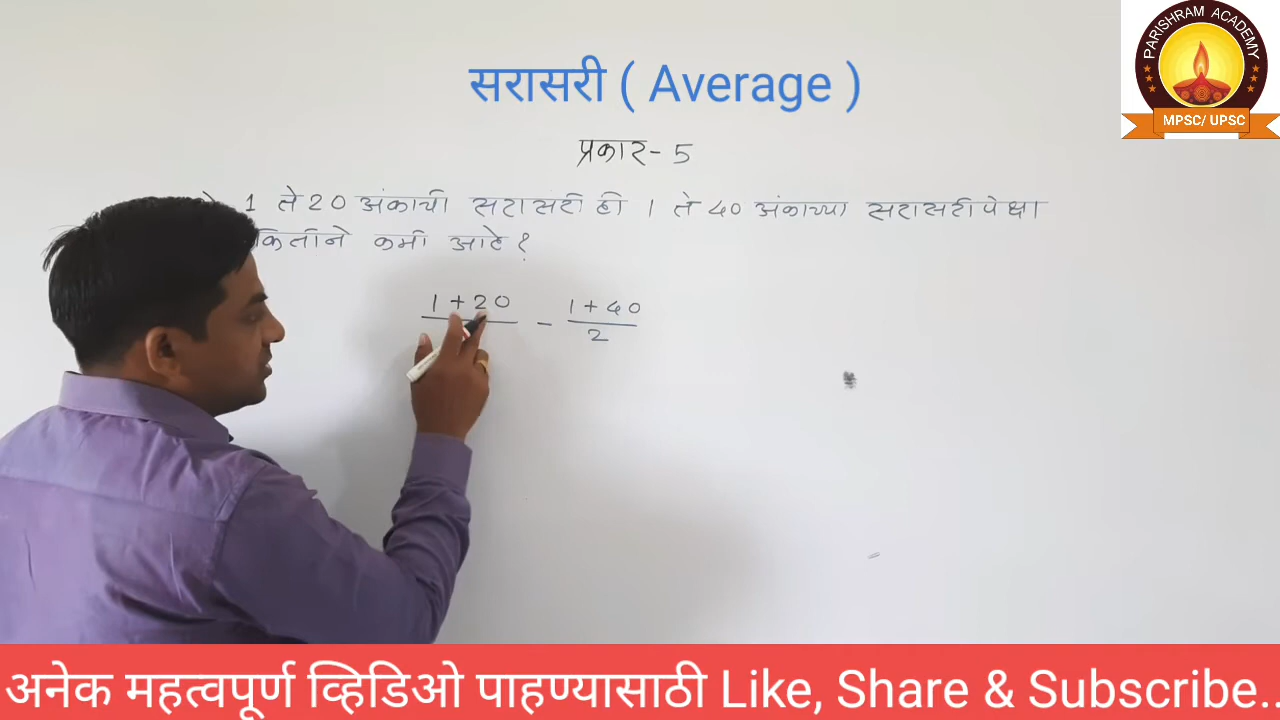 सरासरी ( Average )
PARISHRAM ACADEMY
MPSC/ UPSC
प्रकार- 5
1 ते 20 अंकाची सरासरी ही 1 ते 40 अंकाच्या सरासरीपेक्षा
कितीने कमी आहे ?
1 + 20 - 1 + 40
2
अनेक महत्वपूर्ण व्हिडिओ पाहण्यासाठी Like, Share & Subscribe..